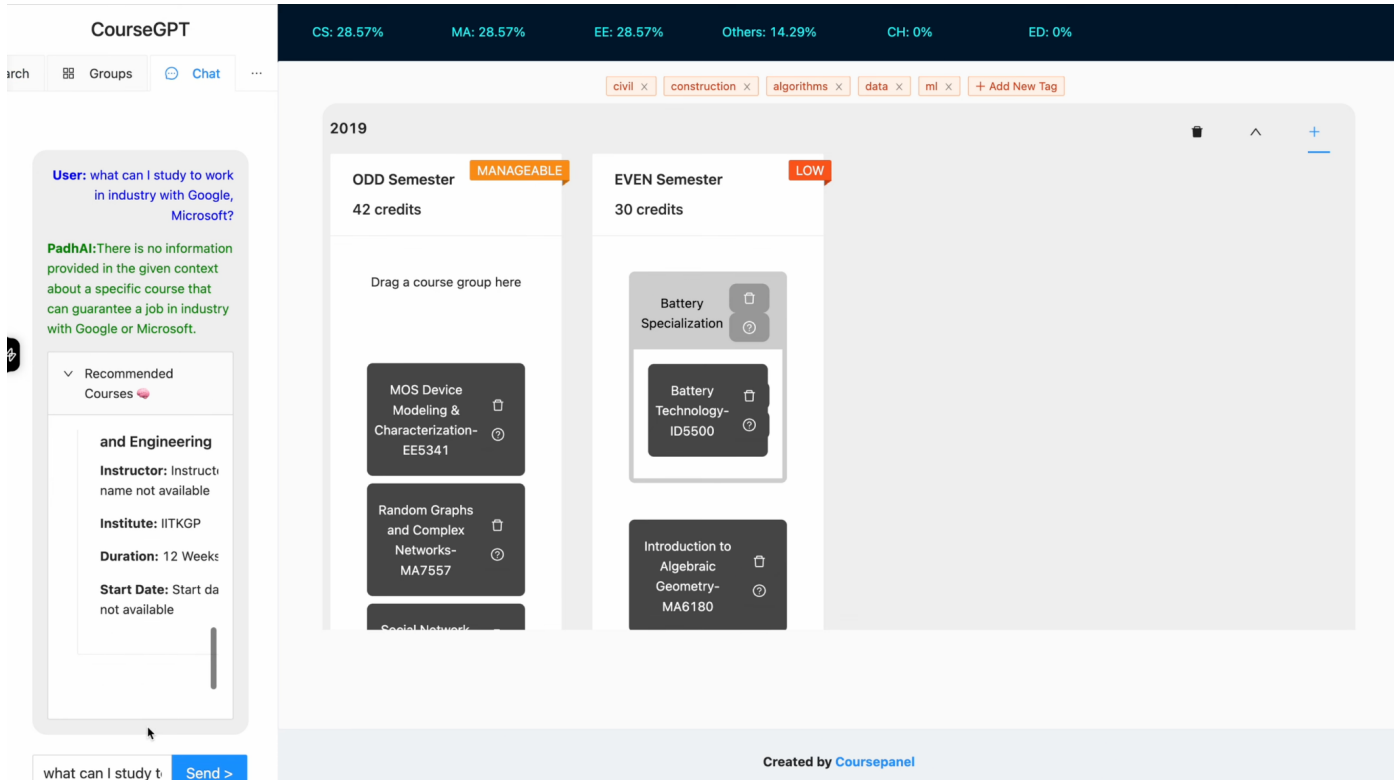 CourseGPT
arch
Groups
Chat
...
User: what can I study to work
in industry with Google,
Microsoft?
PadhAI:There is no information
provided in the given context
about a specific course that
can guarantee a job in industry
with Google or Microsoft.
Recommended
Courses 🧠
and Engineering
Instructor: Instructo
name not available
Institute: IITKGP
Duration: 12 Weeks
Start Date: Start da
not available
what can I study to
Send >
CS: 28.57% MA: 28.57% EE: 28.57% Others: 14.29% CH: 0% ED: 0%
civil × construction × algorithms × data × ml × + Add New Tag
2019
ODD Semester
MANAGEABLE
42 credits
Drag a course group here
MOS Device
Modeling &
Characterization-
EE5341
Random Graphs
and Complex
Networks-
MA7557
Social Network
EVEN Semester
LOW
30 credits
Battery
Specialization
Battery
Technology-
ID5500
Introduction to
Algebraic
Geometry-
MA6180
Created by Coursepanel